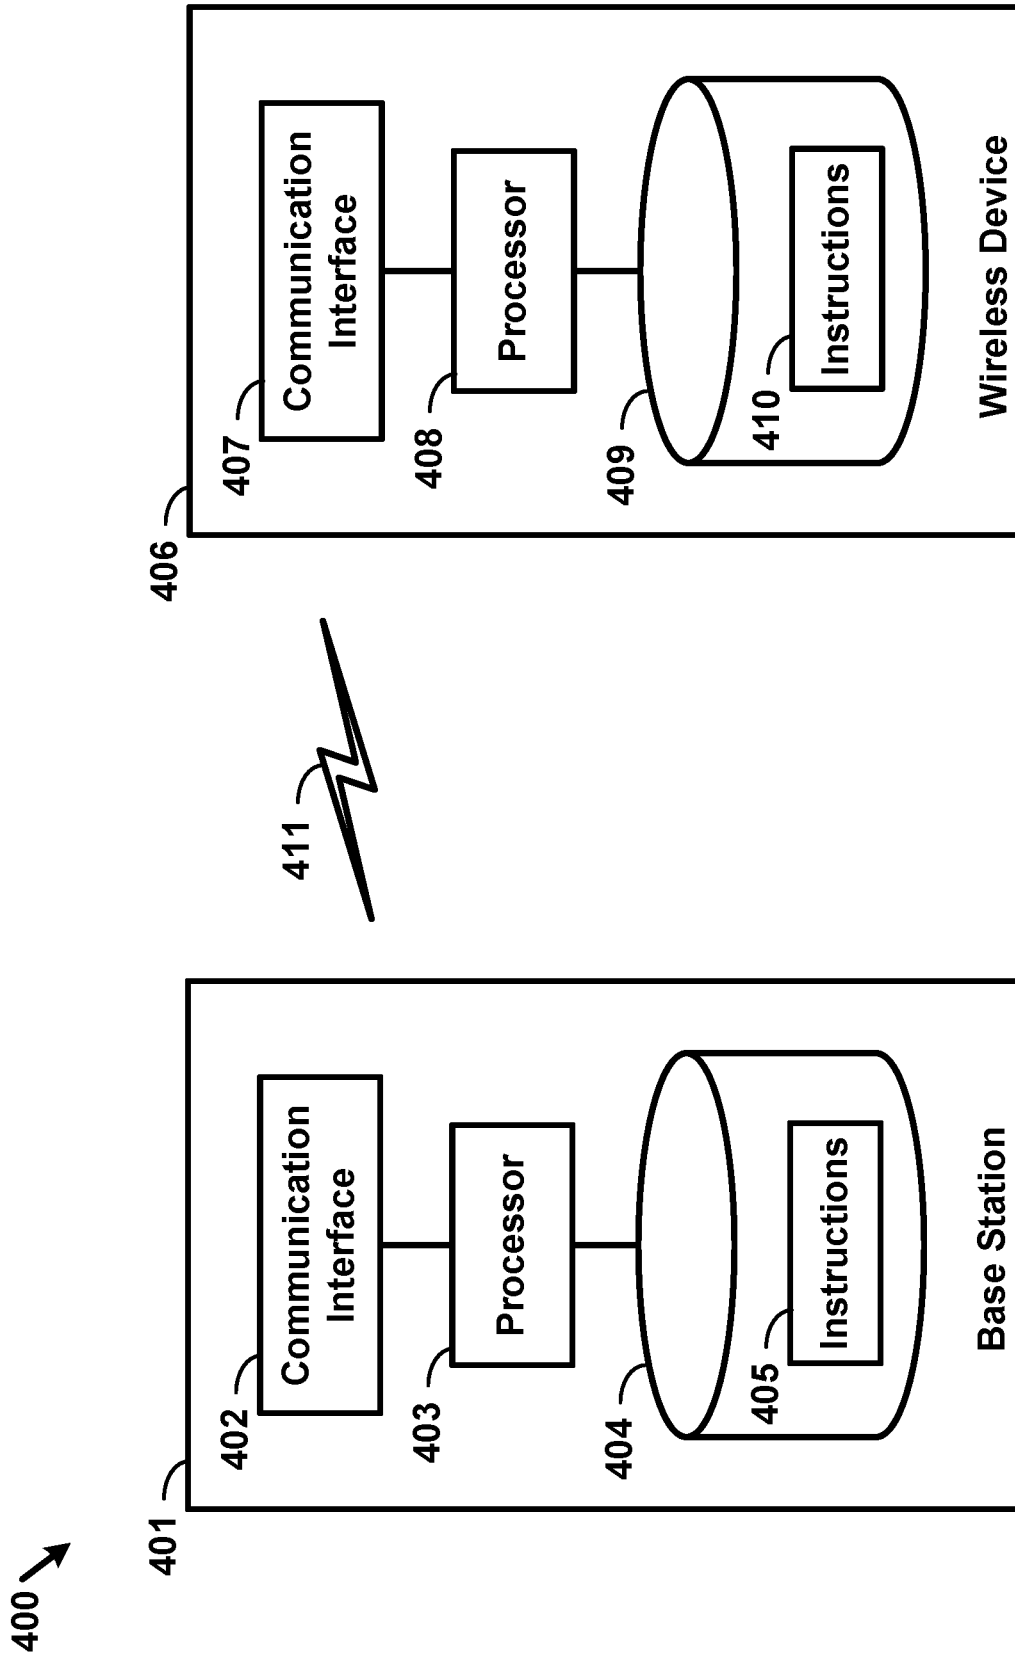 400
401
402
Communication
Interface
403
Processor
404
405
Instructions
Base Station
411
406
407
Communication
Interface
408
Processor
409
410
Instructions
Wireless Device